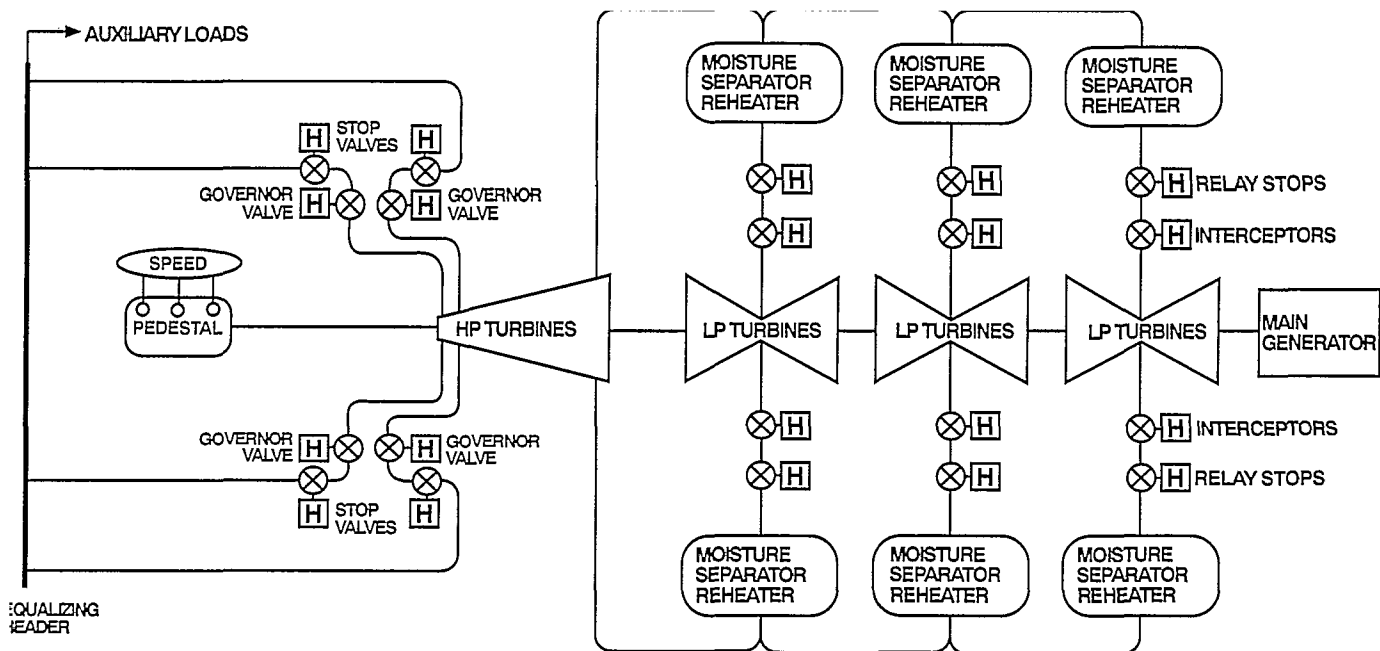 AUXILIARY LOADS
MOISTURE
SEPARATOR
REHEATER
MOISTURE
SEPARATOR
REHEATER
MOISTURE
SEPARATOR
REHEATER
H
STOP
VALVES
H
GOVERNOR
VALVE
H
H
GOVERNOR
VALVE
H
H
H
RELAY STOPS
H
H
H
INTERCEPTORS
SPEED
PEDESTAL
HP TURBINES
LP TURBINES
LP TURBINES
LP TURBINES
MAIN
GENERATOR
GOVERNOR
VALVE
H
H
GOVERNOR
VALVE
H
STOP
VALVES
H
H
H
H
INTERCEPTORS
H
H
H
RELAY STOPS
MOISTURE
SEPARATOR
REHEATER
MOISTURE
SEPARATOR
REHEATER
MOISTURE
SEPARATOR
REHEATER
EQUALIZING
HEADER